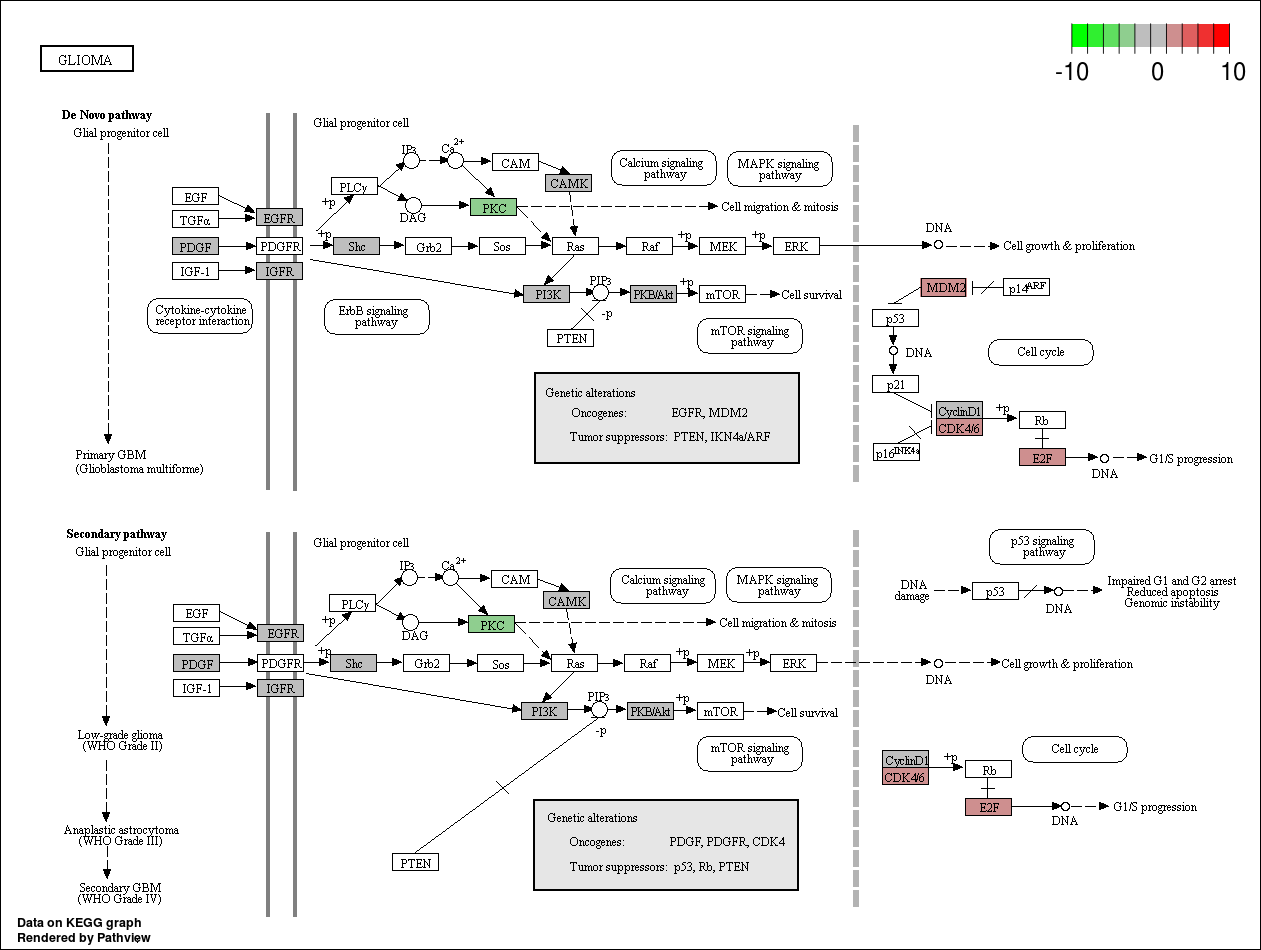 GLIOMA
-10 0 10
De Novo pathway
Glial progenitor cell
Glial progenitor cell
IP3
Ca2+
CAM
CAMK
Calcium signaling
pathway
MAPK signaling
pathway
PLCγ
+p
DAG
PKC
Cell migration & mitosis
EGF
TGFα
EGFR
PDGF
PDGFR
+p
Shc
Grb2
Sos
Ras
Raf
+p
MEK
+p
ERK
DNA
Cell growth & proliferation
IGF-1
IGFR
PI3K
PIP3
-p
PKB/Akt
+p
mTOR
Cell survival
PTEN
MDM2
p14ARF
p53
DNA
p21
Cell cycle
Cytokine-cytokine
receptor interaction
ErbB signaling
pathway
mTOR signaling
pathway
Genetic alterations
Oncogenes: EGFR, MDM2
Tumor suppressors: PTEN, IKN4a/ARF
CyclinD1
CDK4/6
+p
Rb
p16INK4a
E2F
DNA
G1/S progression
Primary GBM
(Glioblastoma multiforme)
Secondary pathway
Glial progenitor cell
Glial progenitor cell
IP3
Ca2+
CAM
CAMK
Calcium signaling
pathway
MAPK signaling
pathway
p53 signaling
pathway
DNA
damage
p53
DNA
Impaired G1 and G2 arrest
Reduced apoptosis
Genomic instability
PLCγ
+p
DAG
PKC
Cell migration & mitosis
EGF
TGFα
EGFR
PDGF
PDGFR
+p
Shc
Grb2
Sos
Ras
Raf
+p
MEK
+p
ERK
DNA
Cell growth & proliferation
IGF-1
IGFR
PI3K
PIP3
-p
PKB/Akt
+p
mTOR
Cell survival
mTOR signaling
pathway
Low-grade glioma
(WHO Grade II)
CyclinD1
CDK4/6
+p
Rb
Cell cycle
E2F
DNA
G1/S progression
Anaplastic astrocytoma
(WHO Grade III)
PTEN
Genetic alterations
Oncogenes: PDGF, PDGFR, CDK4
Tumor suppressors: p53, Rb, PTEN
Secondary GBM
(WHO Grade IV)
Data on KEGG graph
Rendered by Pathview